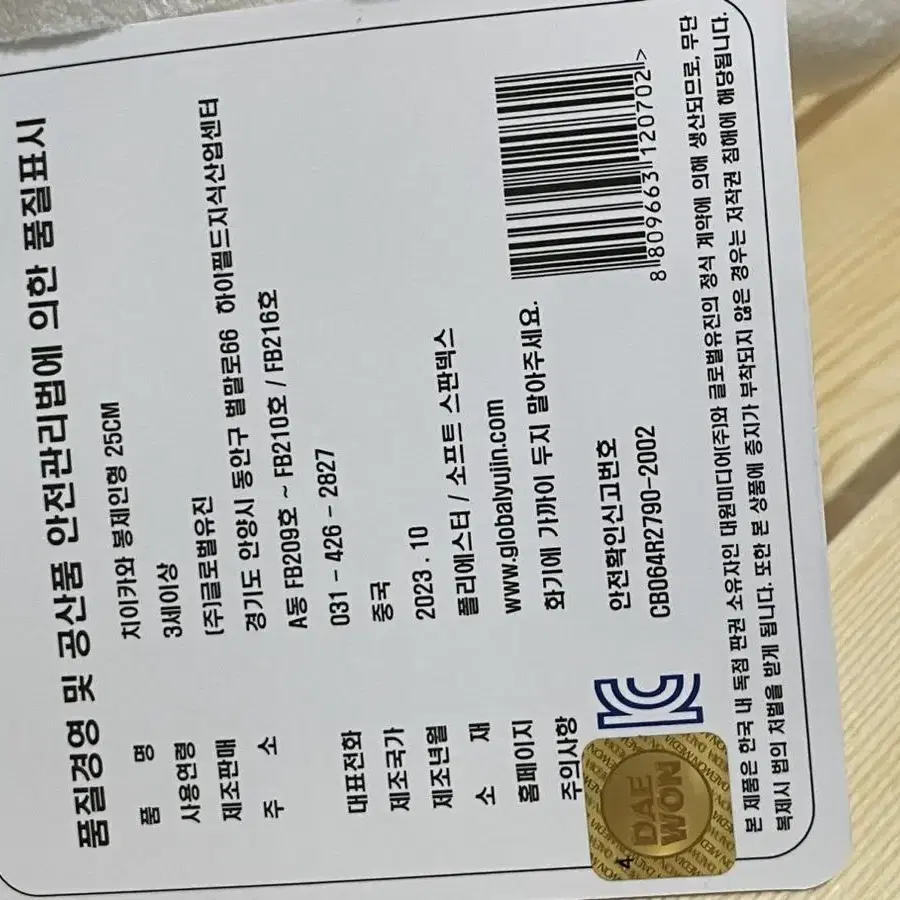 품질경영 및 공산품 안전관리법에 의한 품질표시
품 명 치이카와 봉제인형 25CM
사용연령 3세이상
제조판매 (주)글로벌유진
주 소 경기도 안양시 동안구 벌말로66 하이필드지식산업센터
A동 FB209호 ~ FB210호 / FB216호
대표전화 031 - 426 - 2827
제조국가 중국
제조년월 2023 . 10
소 재 폴리에스터 / 소프트 스판덱스
홈페이지 www.globalyujin.com
주의사항 화기에 가까이 두지 말아주세요.
8 809663 120702 >
안전확인신고번호
CB064R2790-2002
DAE
WON
4
본 제품은 한국 내 독점 판권 소유자인 대원미디어(주)와 글로벌유진의 정식 계약에 의해 생산되므로, 무단
복제시 법의 처벌을 받게 됩니다. 또한 본 상품에 증지가 부착되지 않은 경우는 저작권 침해에 해당됩니다.